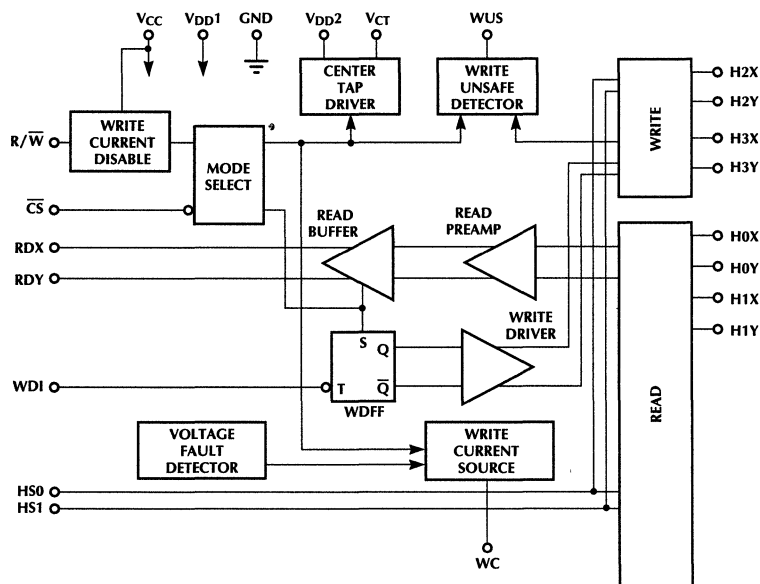 VCC VDD1 GND VDD2 VCT WUS
CENTER
TAP
DRIVER
WRITE
UNSAFE
DETECTOR
WRITE
H2X
H2Y
H3X
H3Y
R/W̅
WRITE
CURRENT
DISABLE
MODE
SELECT
C̅S̅
RDX
RDY
READ
BUFFER
READ
PREAMP
H0X
H0Y
H1X
H1Y
READ
WRITE
DRIVER
S
Q
T
Q̅
WDFF
WDI
VOLTAGE
FAULT
DETECTOR
WRITE
CURRENT
SOURCE
HS0
HS1
WC